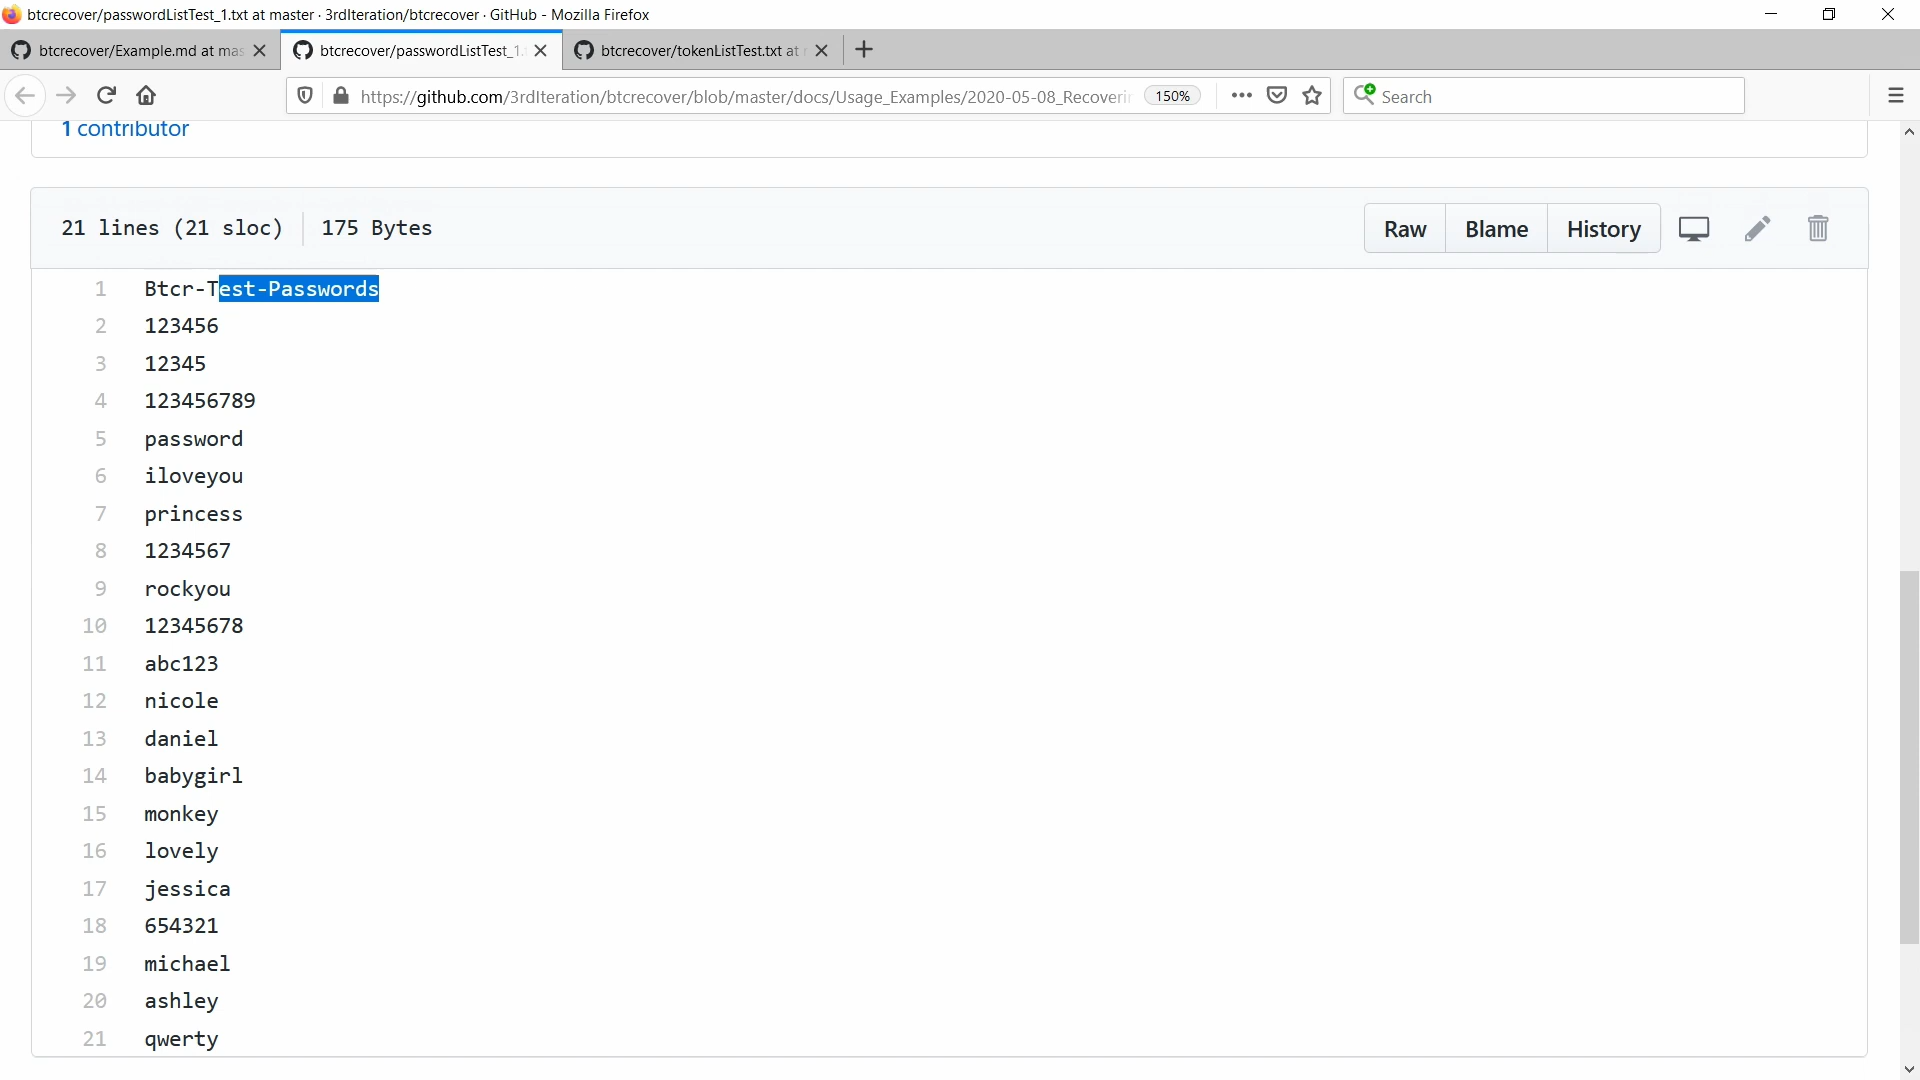 btcrecover/passwordListTest_1.txt at master · 3rdIteration/btcrecover · GitHub - Mozilla Firefox
btcrecover/Example.md at mas
btcrecover/passwordListTest_1.
btcrecover/tokenListTest.txt at
https://github.com/3rdIteration/btcrecover/blob/master/docs/Usage_Examples/2020-05-08_Recoverin
150%
Search
1 contributor
21 lines (21 sloc)
175 Bytes
Raw
Blame
History
1 Btcr-Test-Passwords
2 123456
3 12345
4 123456789
5 password
6 iloveyou
7 princess
8 1234567
9 rockyou
10 12345678
11 abc123
12 nicole
13 daniel
14 babygirl
15 monkey
16 lovely
17 jessica
18 654321
19 michael
20 ashley
21 qwerty